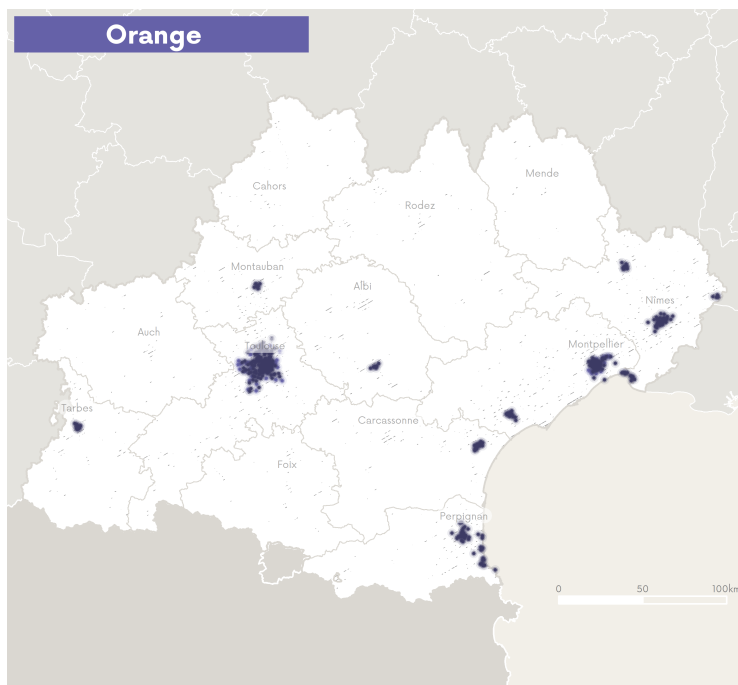 Orange
Mende
Cahors
Rodez
Montauban
Albi
Nîmes
Auch
Toulouse
Montpellier
Tarbes
Carcassonne
Foix
Perpignan
0 50 100km